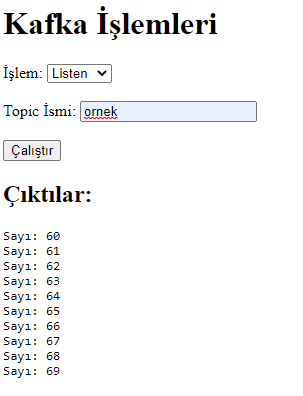 Kafka İşlemleri
İşlem: Listen
Topic İsmi: ornek
Çalıştır
Çıktılar:
Sayı: 60
Sayı: 61
Sayı: 62
Sayı: 63
Sayı: 64
Sayı: 65
Sayı: 66
Sayı: 67
Sayı: 68
Sayı: 69